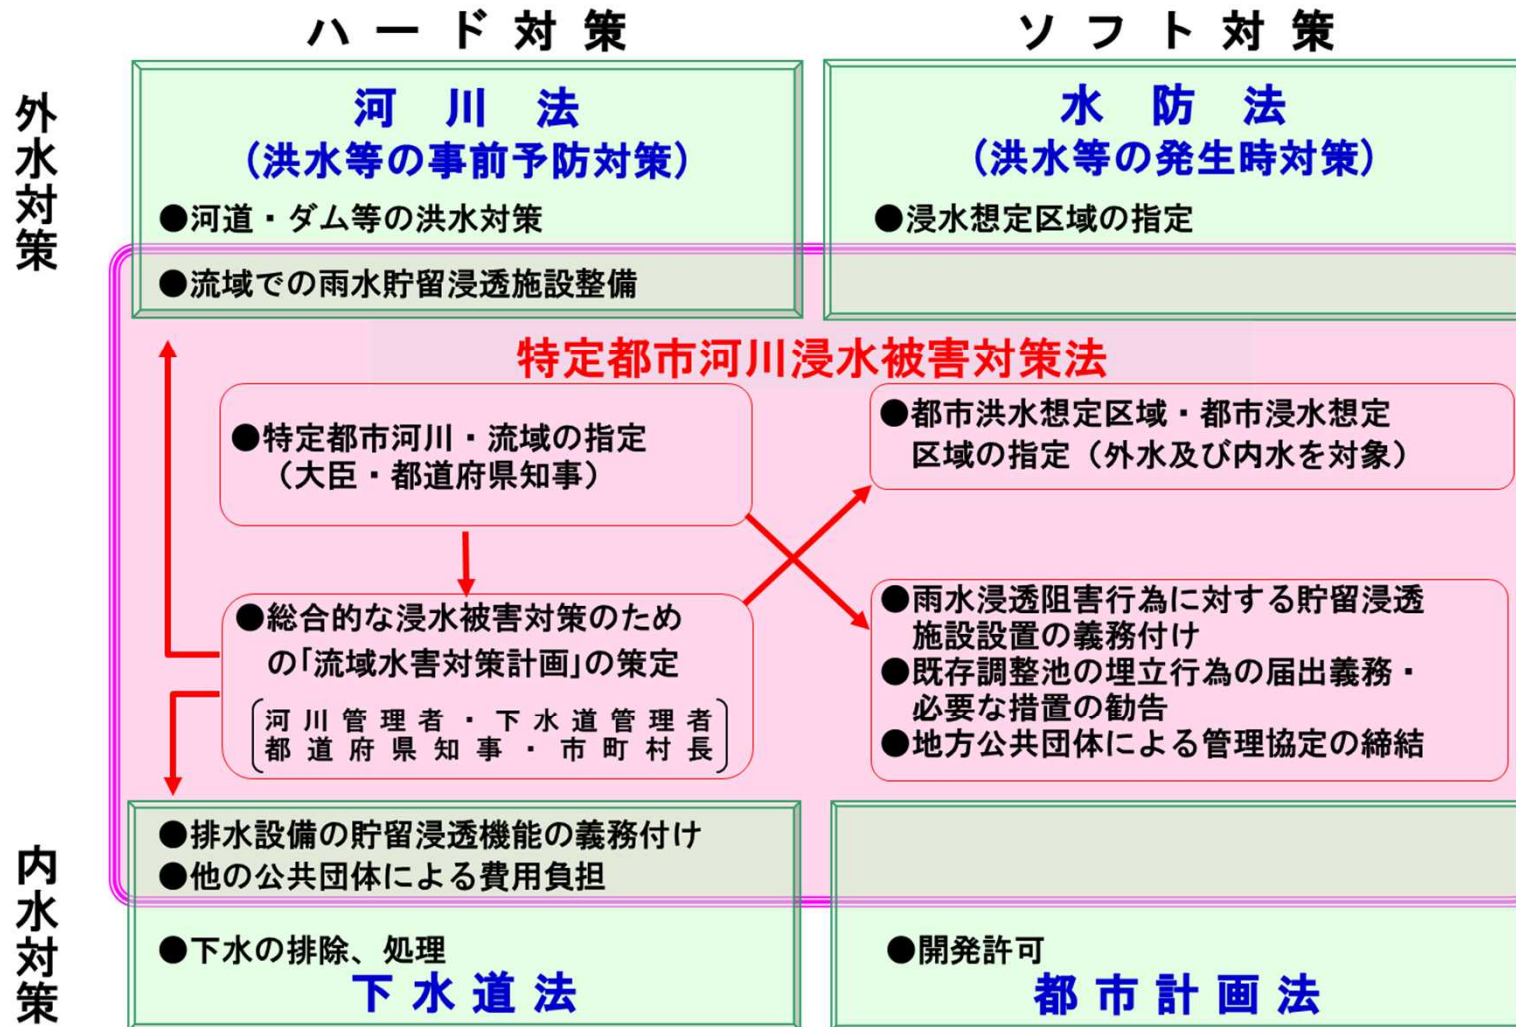 ハード対策
ソフト対策
外水対策
河川法
（洪水等の事前予防対策）
●河道・ダム等の洪水対策
●流域での雨水貯留浸透施設整備
水防法
（洪水等の発生時対策）
●浸水想定区域の指定
特定都市河川浸水被害対策法
●特定都市河川・流域の指定
（大臣・都道府県知事）
●総合的な浸水被害対策のため
の｢流域水害対策計画｣の策定
河川管理者・下水道管理者
都道府県知事・市町村長
●都市洪水想定区域・都市浸水想定
区域の指定（外水及び内水を対象）
●雨水浸透阻害行為に対する貯留浸透
施設設置の義務付け
●既存調整池の埋立行為の届出義務・
必要な措置の勧告
●地方公共団体による管理協定の締結
内水対策
●排水設備の貯留浸透機能の義務付け
●他の公共団体による費用負担
●下水の排除、処理
下水道法
●開発許可
都市計画法